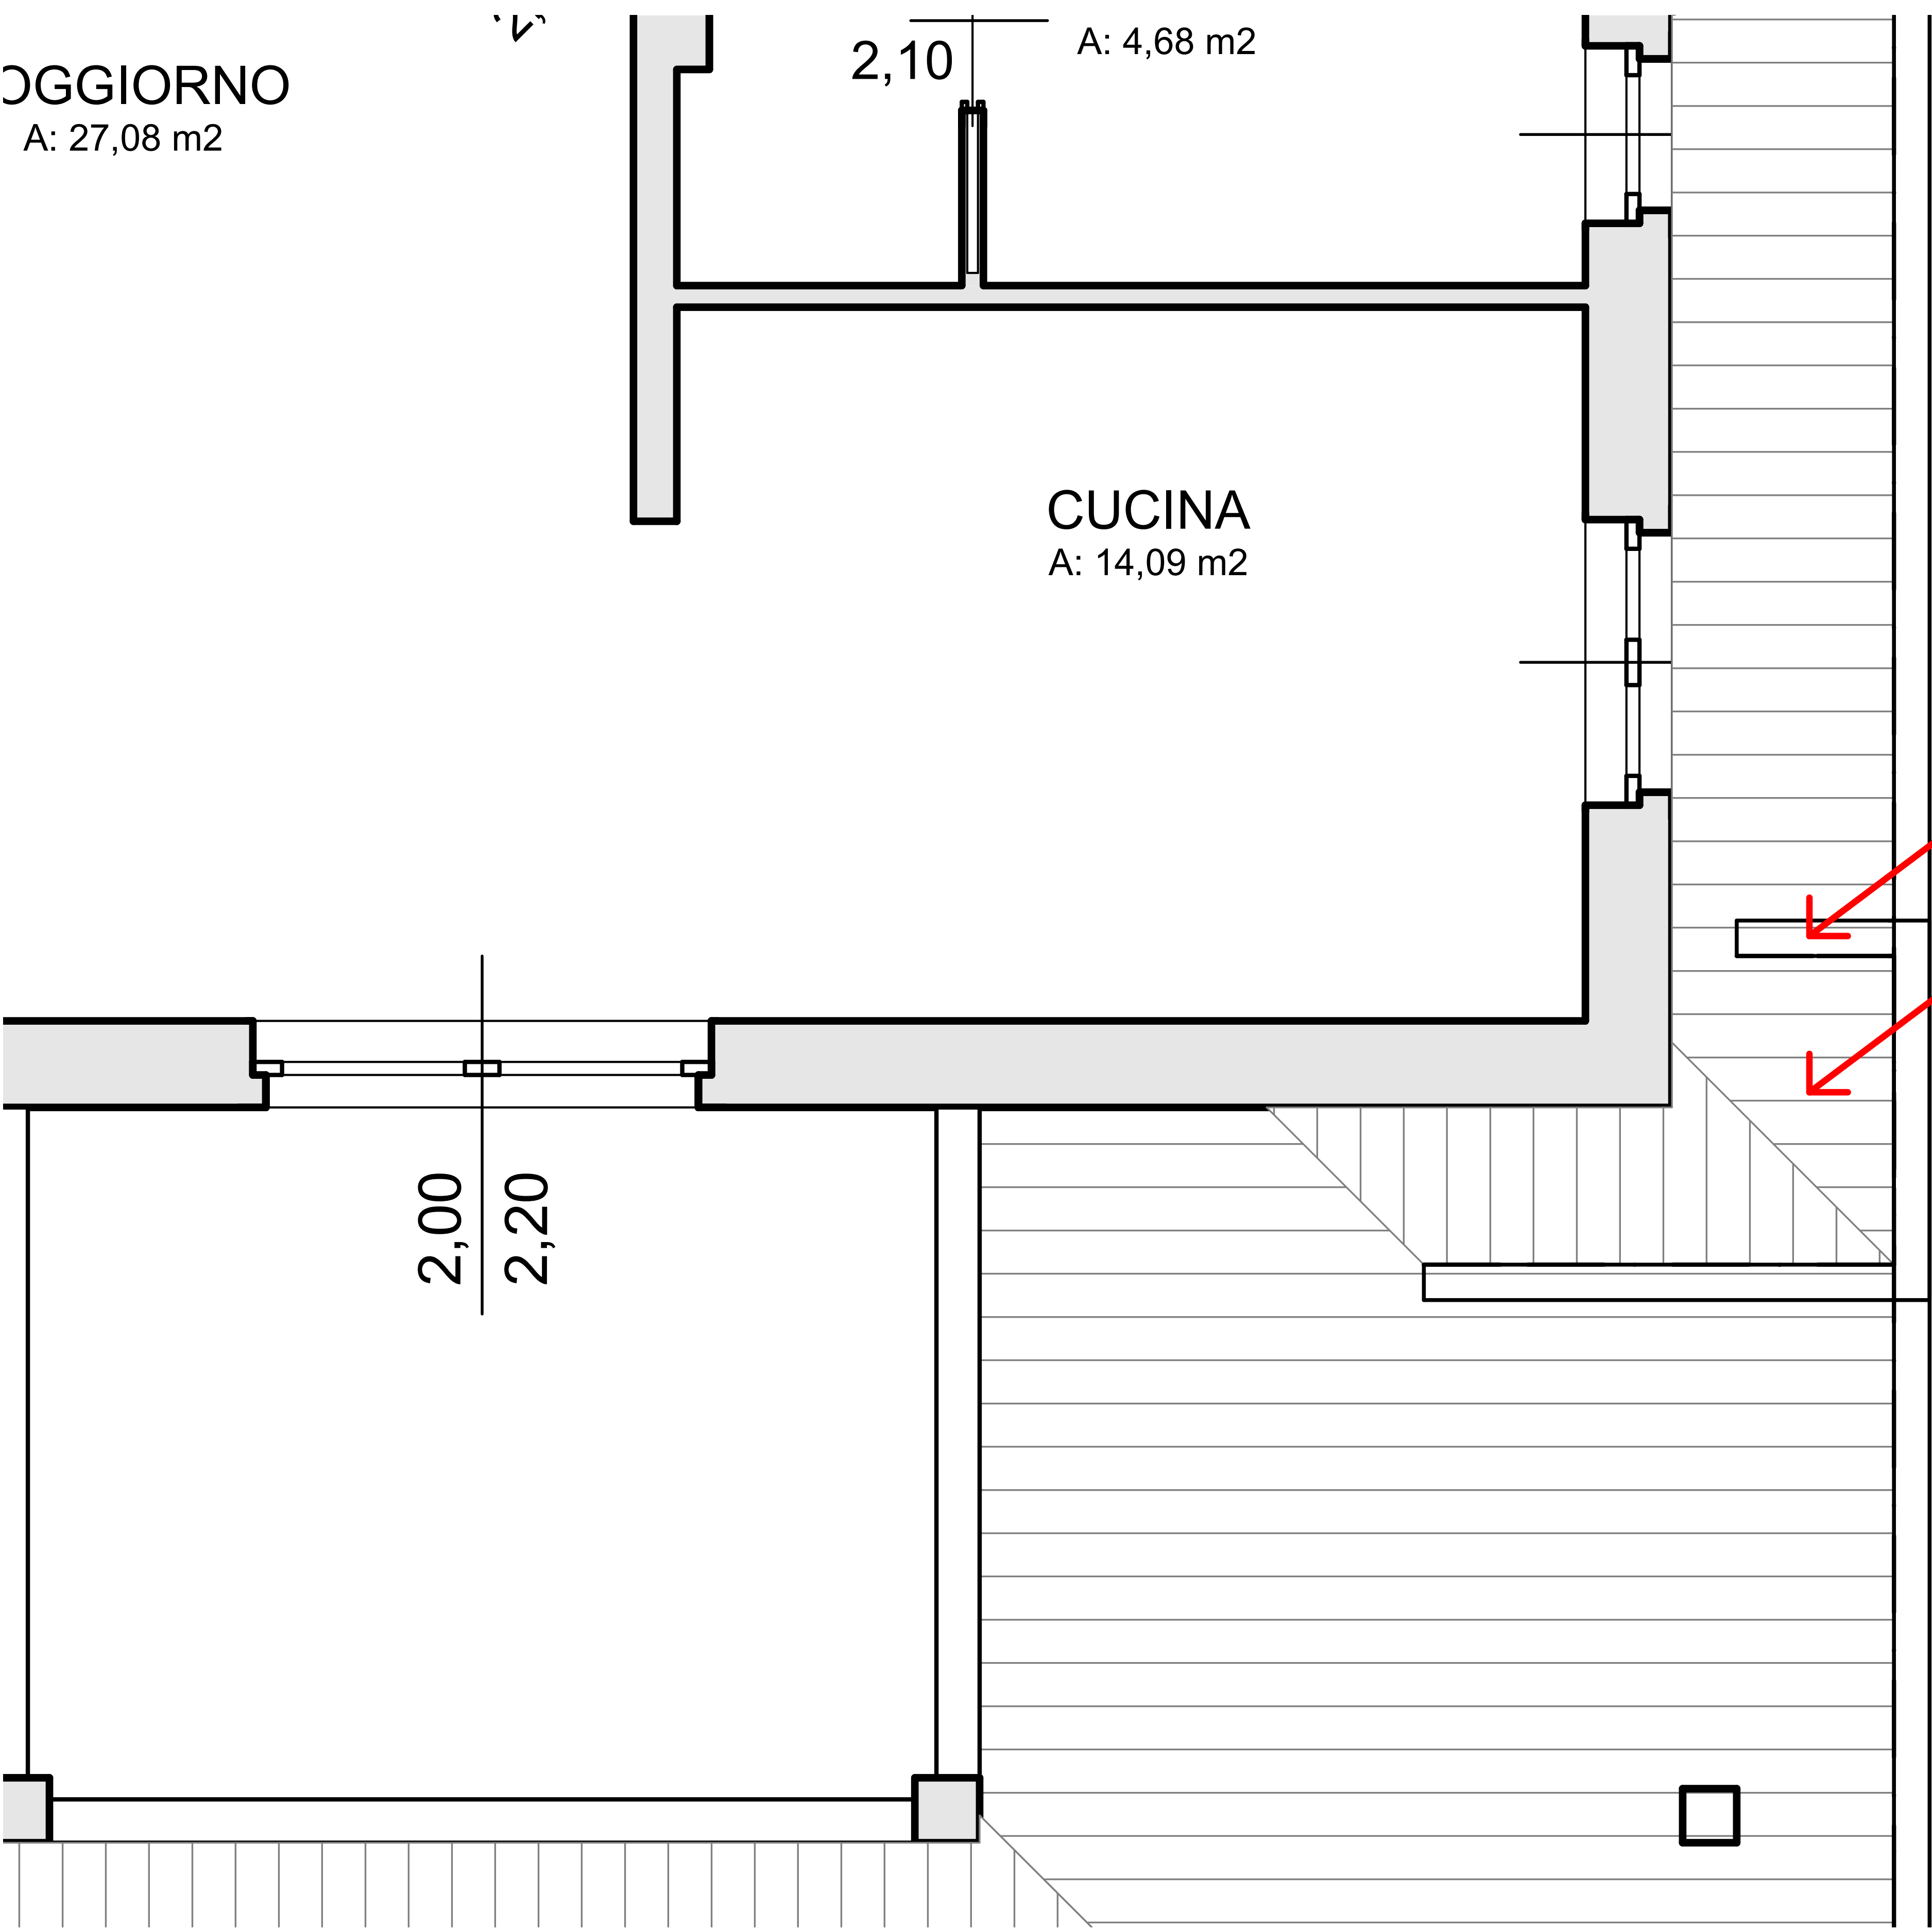 2,10
A: 4,68 m2
OGGIORNO
A: 27,08 m2
CUCINA
A: 14,09 m2
2,00
2,20